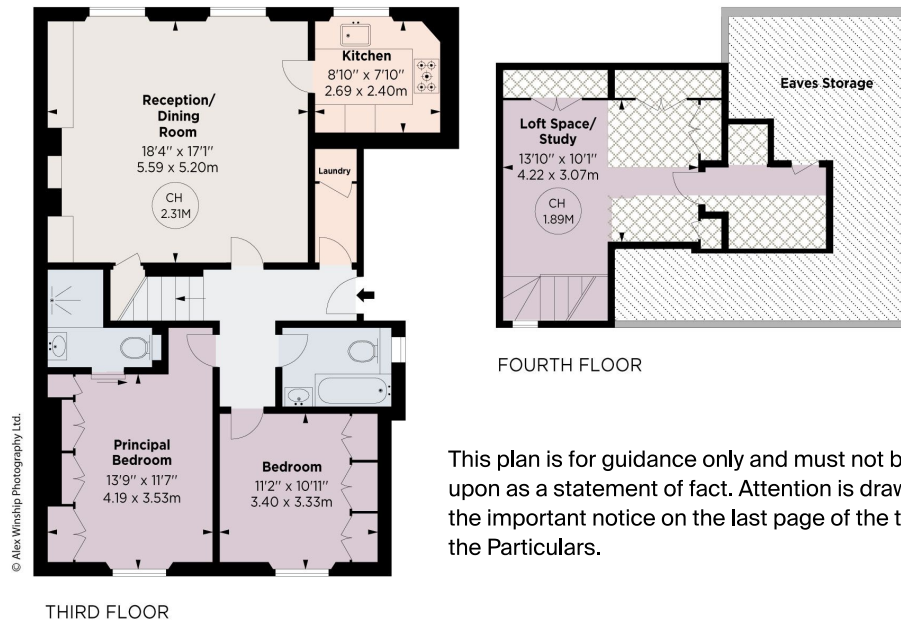 Reception/
Dining
Room
18'4'' x 17'1''
5.59 x 5.20m
CH
2.31M
Kitchen
8'10'' x 7'10''
2.69 x 2.40m
Laundry
Principal
Bedroom
13'9'' x 11'7''
4.19 x 3.53m
Bedroom
11'2'' x 10'11''
3.40 x 3.33m
© Alex Winship Photography Ltd.
THIRD FLOOR
Eaves Storage
Loft Space/
Study
13'10'' x 10'1''
4.22 x 3.07m
CH
1.89M
FOURTH FLOOR
This plan is for guidance only and must not b
upon as a statement of fact. Attention is draw
the important notice on the last page of the t
the Particulars.